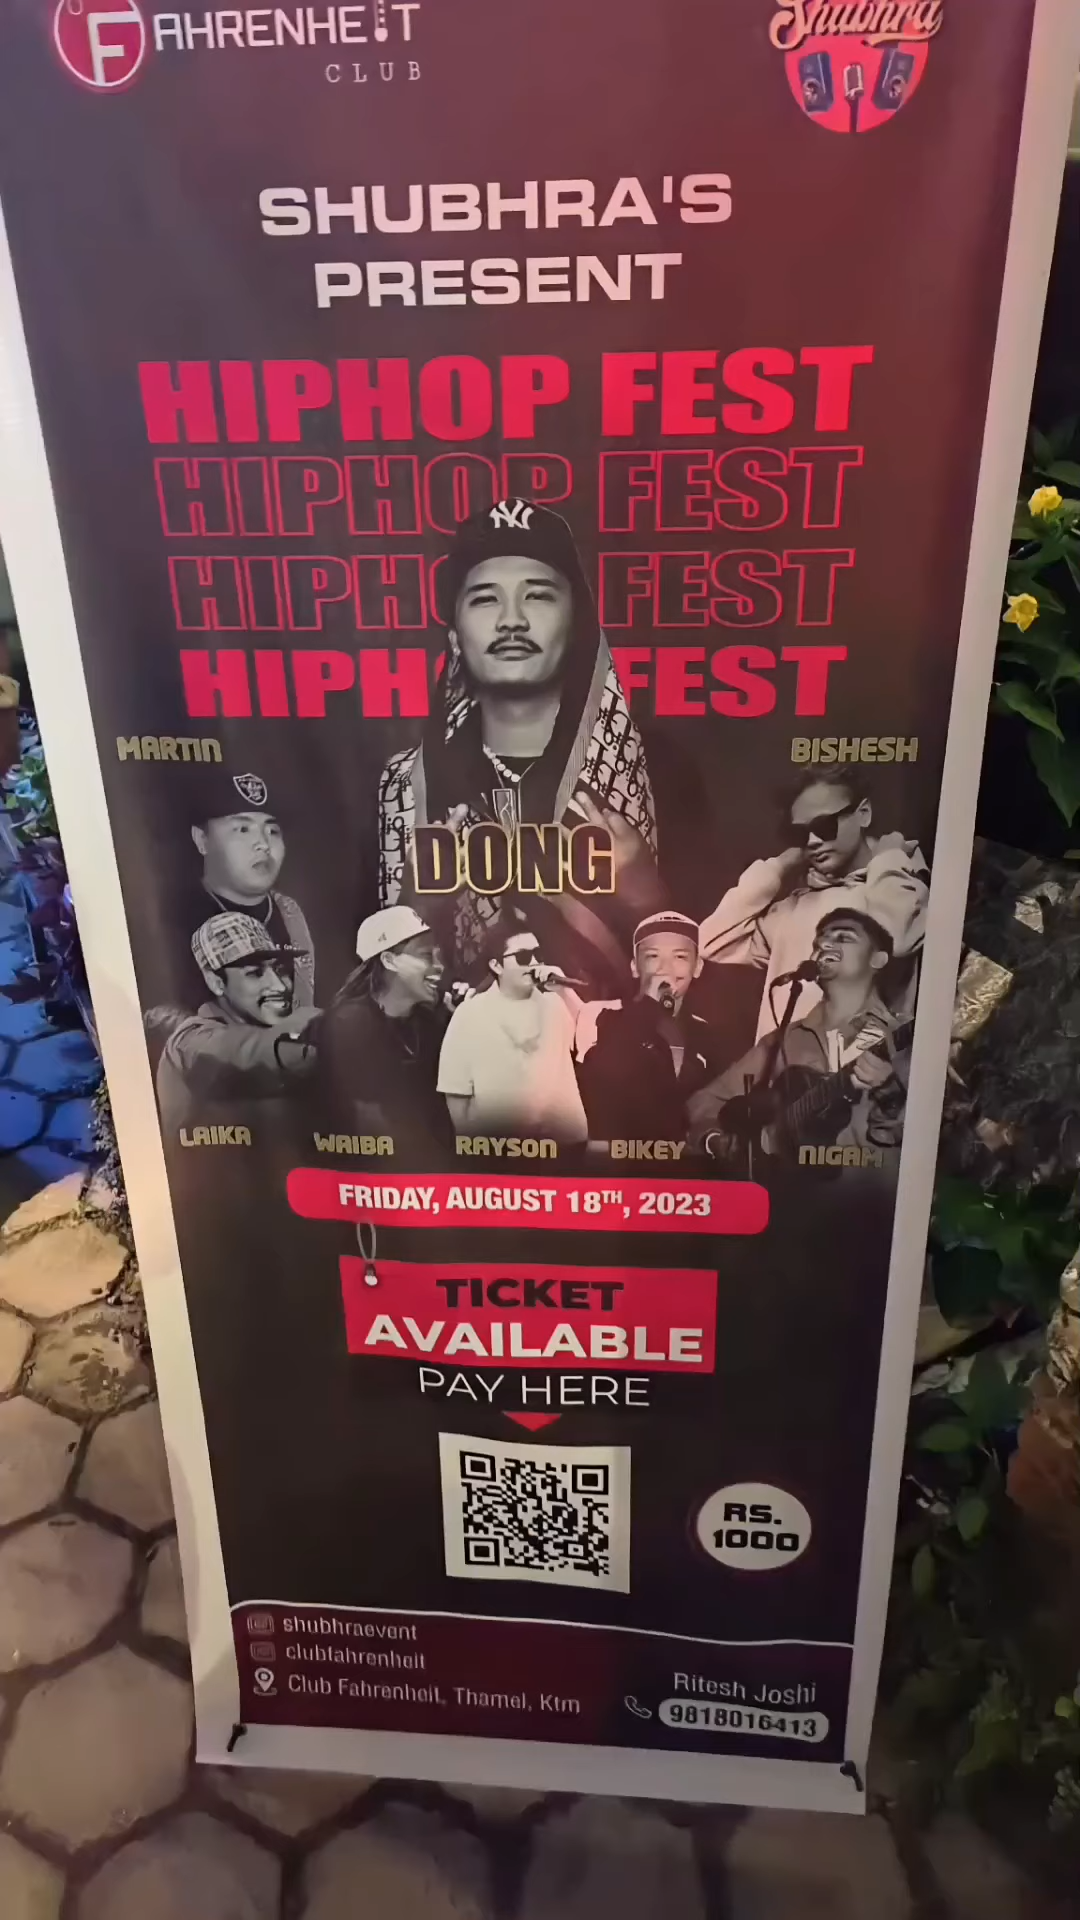 FAHRENHEIT
CLUB
Shubhra
SHUBHRA'S
PRESENT
HIPHOP FEST
HIPHOP FEST
HIPHO FEST
HIPHO FEST
MARTIN
BISHESH
DONG
LAIKA WAIBA RAYSON BIKEY NIGAM
FRIDAY, AUGUST 18TH, 2023
TICKET
AVAILABLE
PAY HERE
RS.
1000
shubhraevent
clubfahrenheit
Club Fahrenheit, Thamel, Ktm
Ritesh Joshi
9818016413